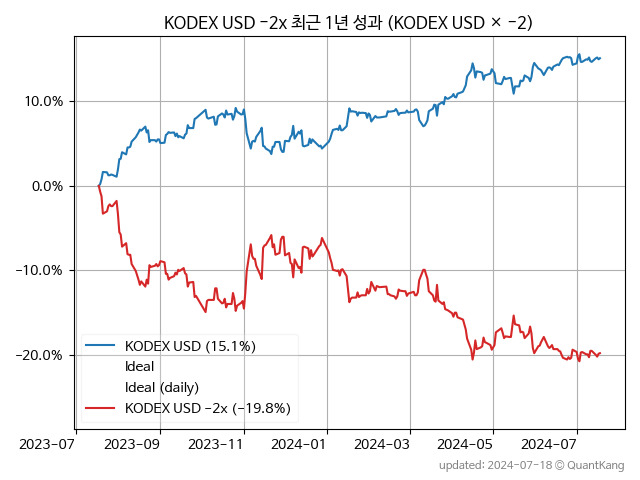 KODEX USD -2x 최근 1년 성과 (KODEX USD × -2)
10.0%
0.0%
-10.0%
-20.0%
KODEX USD (15.1%)
Ideal
Ideal (daily)
KODEX USD -2x (-19.8%)
2023-07 2023-09 2023-11 2024-01 2024-03 2024-05 2024-07
updated: 2024-07-18 © QuantKang